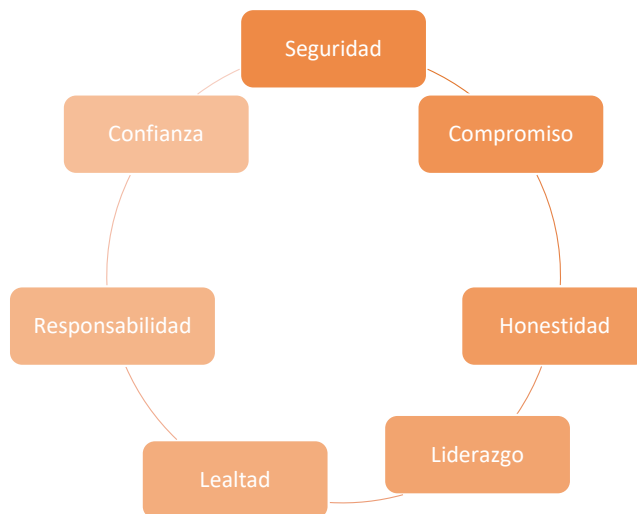 Seguridad
Compromiso
Honestidad
Liderazgo
Lealtad
Responsabilidad
Confianza